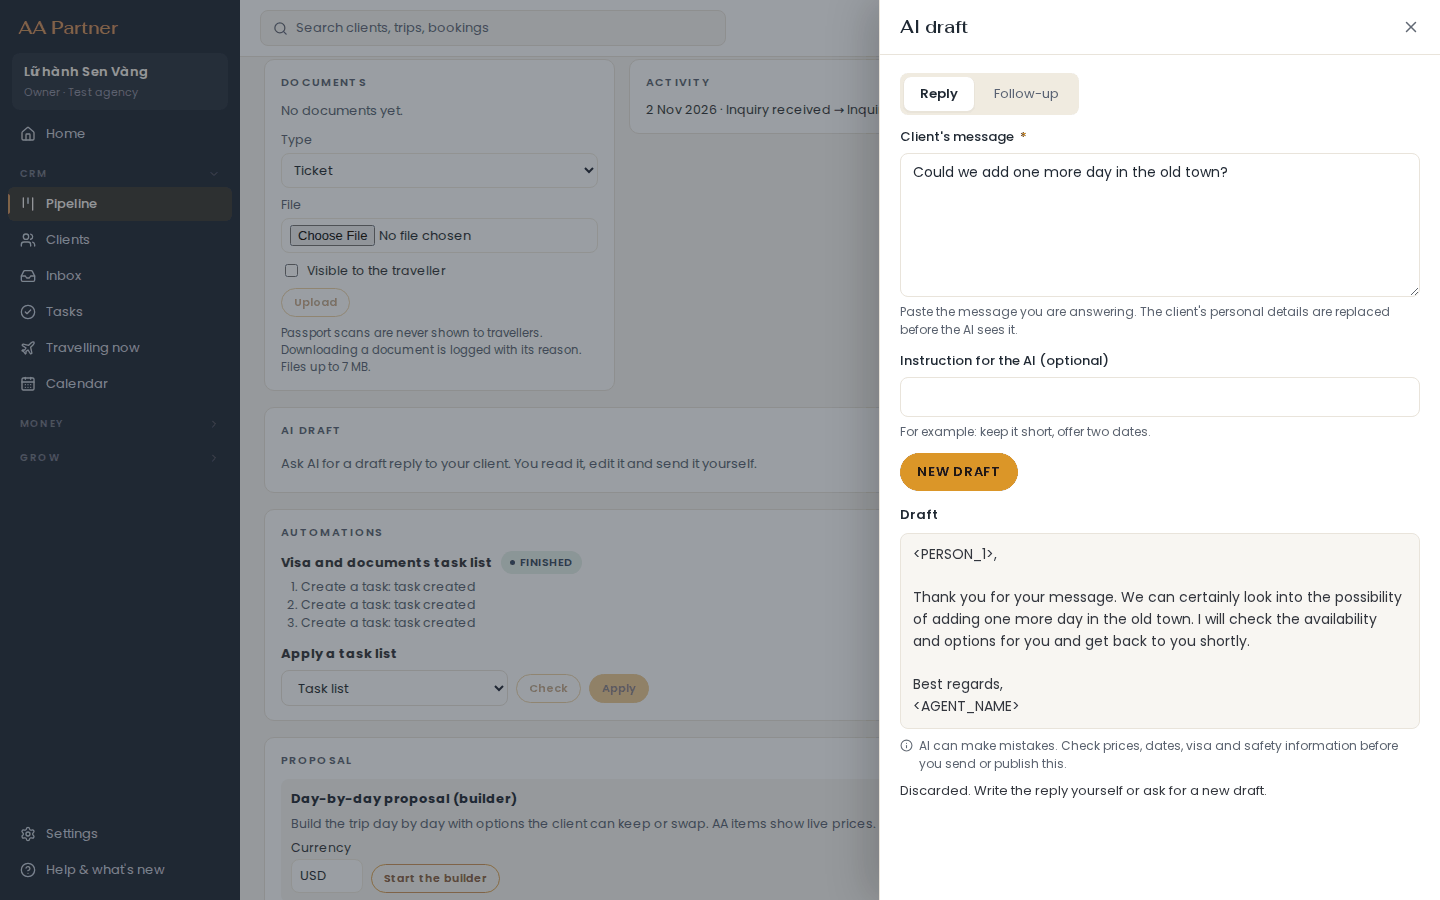 AA Partner
Lữ hành Sen Vàng
Owner · Test agency
Home
CRM
Pipeline
Clients
Inbox
Tasks
Travelling now
Calendar
MONEY
GROW
Settings
Help & what's new
Search clients, trips, bookings
DOCUMENTS
No documents yet.
Type
Ticket
File
Choose File No file chosen
Visible to the traveller
Upload
Passport scans are never shown to travellers.
Downloading a document is logged with its reason.
Files up to 7 MB.
ACTIVITY
2 Nov 2026 · Inquiry received →
AI DRAFT
Ask AI for a draft reply to your client. You read it, edit it and send it yourself.
AUTOMATIONS
Visa and documents task list FINISHED
1. Create a task: task created
2. Create a task: task created
3. Create a task: task created
Apply a task list
Task list Check Apply
PROPOSAL
Day-by-day proposal (builder)
Build the trip day by day with options the client can keep or swap. AA items show live prices.
Currency
USD Start the builder
AI draft
Reply Follow-up
Client's message *
Could we add one more day in the old town?
Paste the message you are answering. The client's personal details are replaced
before the AI sees it.
Instruction for the AI (optional)
For example: keep it short, offer two dates.
NEW DRAFT
Draft
<PERSON_1>,
Thank you for your message. We can certainly look into the possibility
of adding one more day in the old town. I will check the availability
and options for you and get back to you shortly.
Best regards,
<AGENT_NAME>
AI can make mistakes. Check prices, dates, visa and safety information before
you send or publish this.
Discarded. Write the reply yourself or ask for a new draft.